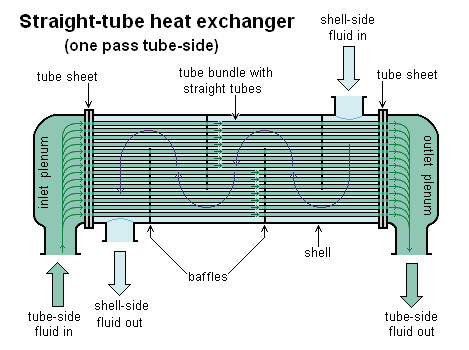 Straight-tube heat exchanger
(one pass tube-side)
shell-side
fluid in
tube sheet
tube bundle with
straight tubes
tube sheet
inlet plenum
outlet plenum
shell
baffles
shell-side
fluid out
tube-side
fluid in
tube-side
fluid out